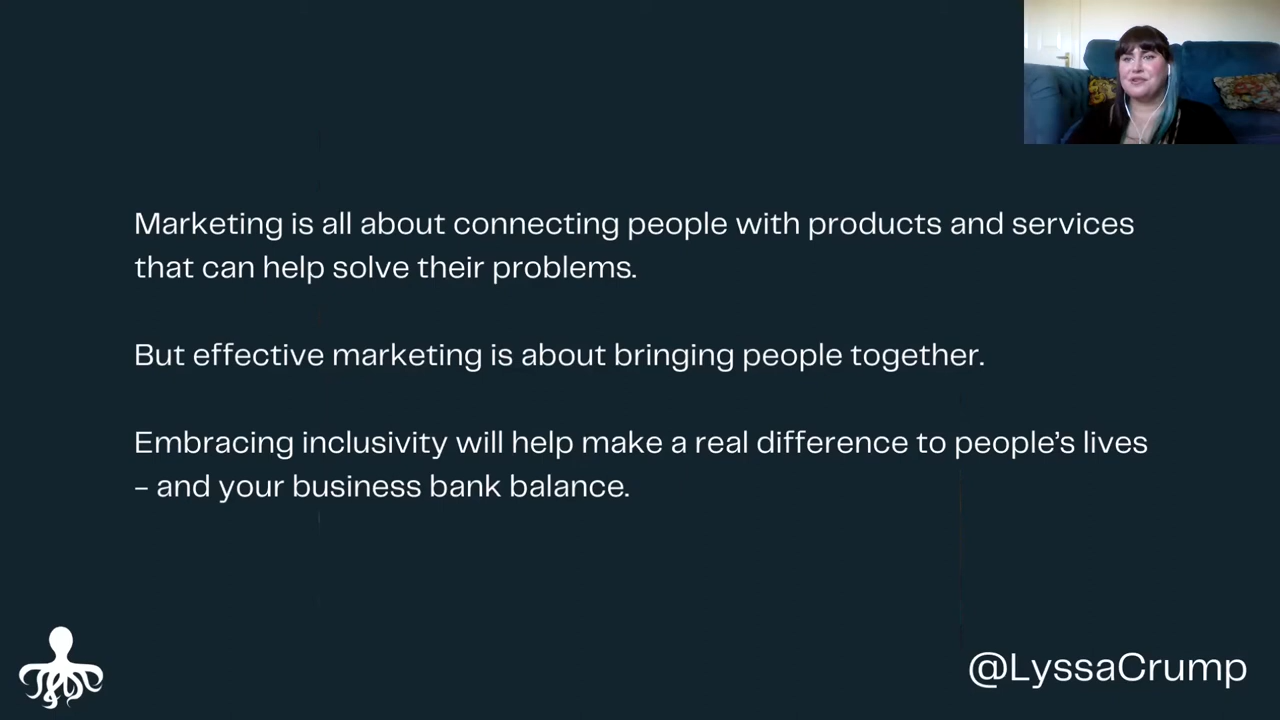 Marketing is all about connecting people with products and services
that can help solve their problems.
But effective marketing is about bringing people together.
Embracing inclusivity will help make a real difference to people’s lives
– and your business bank balance.
@LyssaCrump